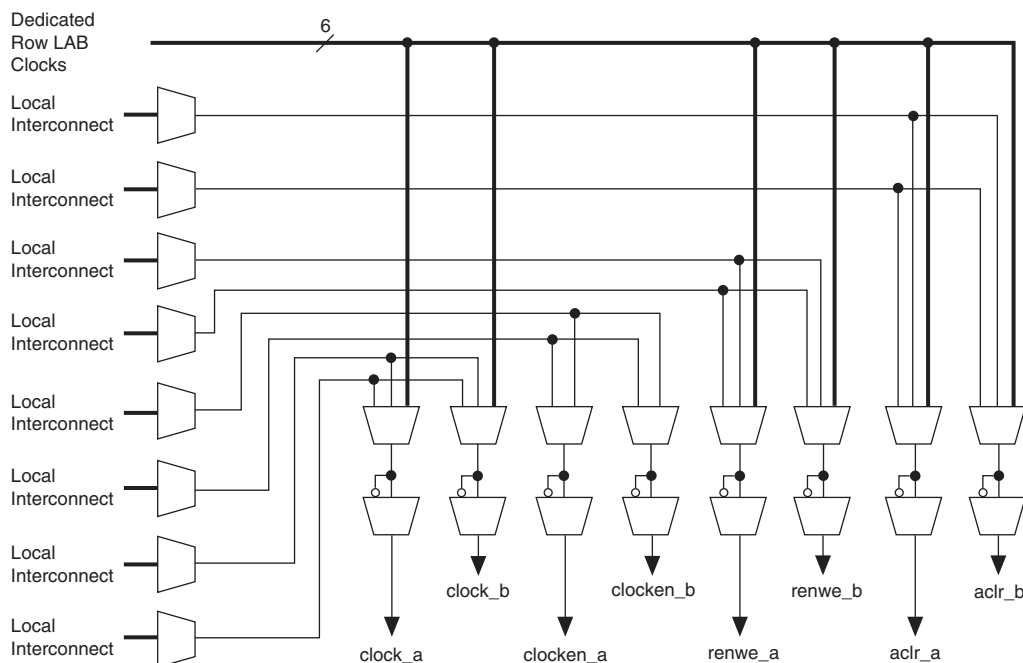 Dedicated
Row LAB
Clocks
6
Local
Interconnect
Local
Interconnect
Local
Interconnect
Local
Interconnect
Local
Interconnect
Local
Interconnect
Local
Interconnect
Local
Interconnect
clock_b
clocken_b
renwe_b
aclr_b
clock_a
clocken_a
renwe_a
aclr_a